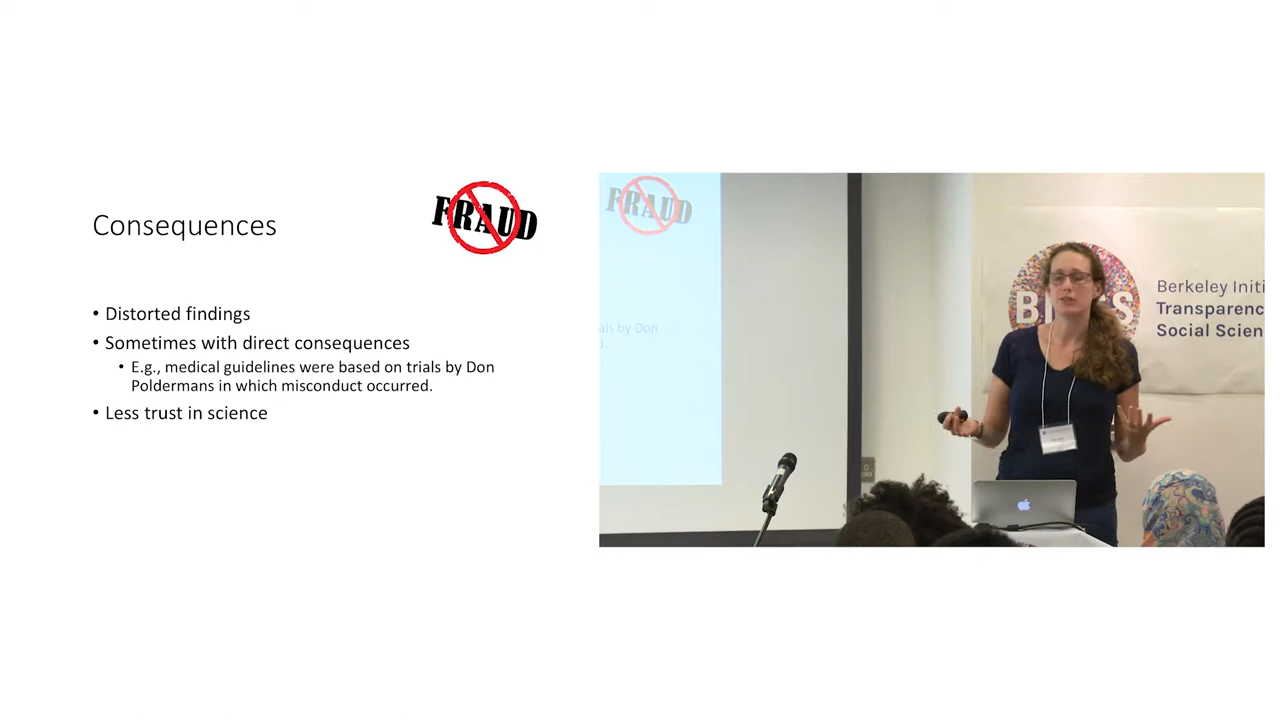 Consequences
FRAUD
• Distorted findings
• Sometimes with direct consequences
• E.g., medical guidelines were based on trials by Don
Poldermans in which misconduct occurred.
• Less trust in science
FRAUD
als by Don
d.
Berkeley Initi
Transparenc
Social Scien